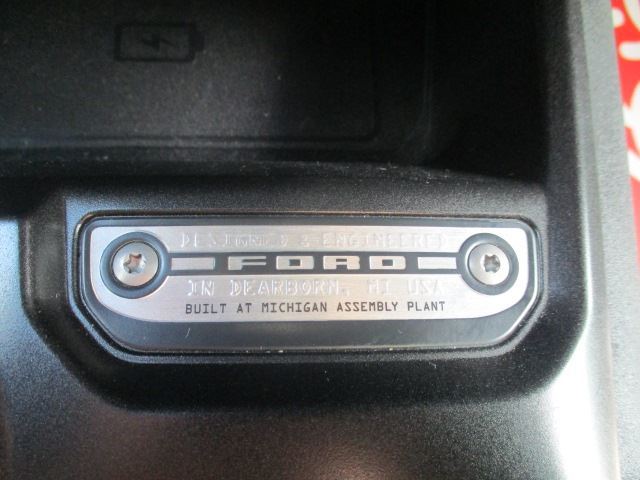 DESIGNED & ENGINEERED
FORD
IN DEARBORN, MI USA
BUILT AT MICHIGAN ASSEMBLY PLANT